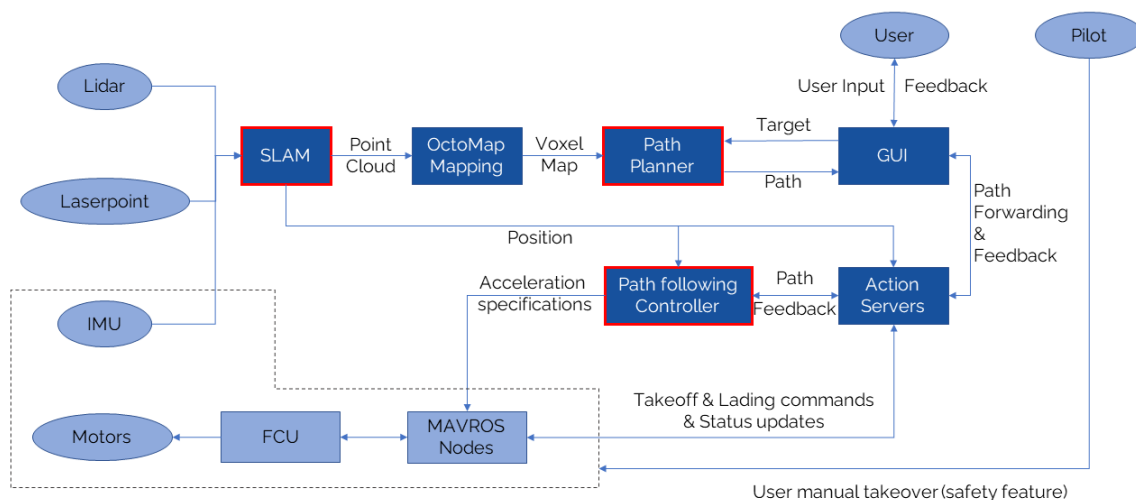 User
Pilot
Lidar
User Input
Feedback
SLAM
Point
Cloud
OctoMap
Mapping
Voxel
Map
Path
Planner
Target
Path
GUI
Laserpoint
Path
Forwarding
&
Feedback
Position
Acceleration
specifications
Path following
Controller
Path
Feedback
Action
Servers
IMU
Takeoff & Lading commands
& Status updates
Motors
FCU
MAVROS
Nodes
User manual takeover (safety feature)